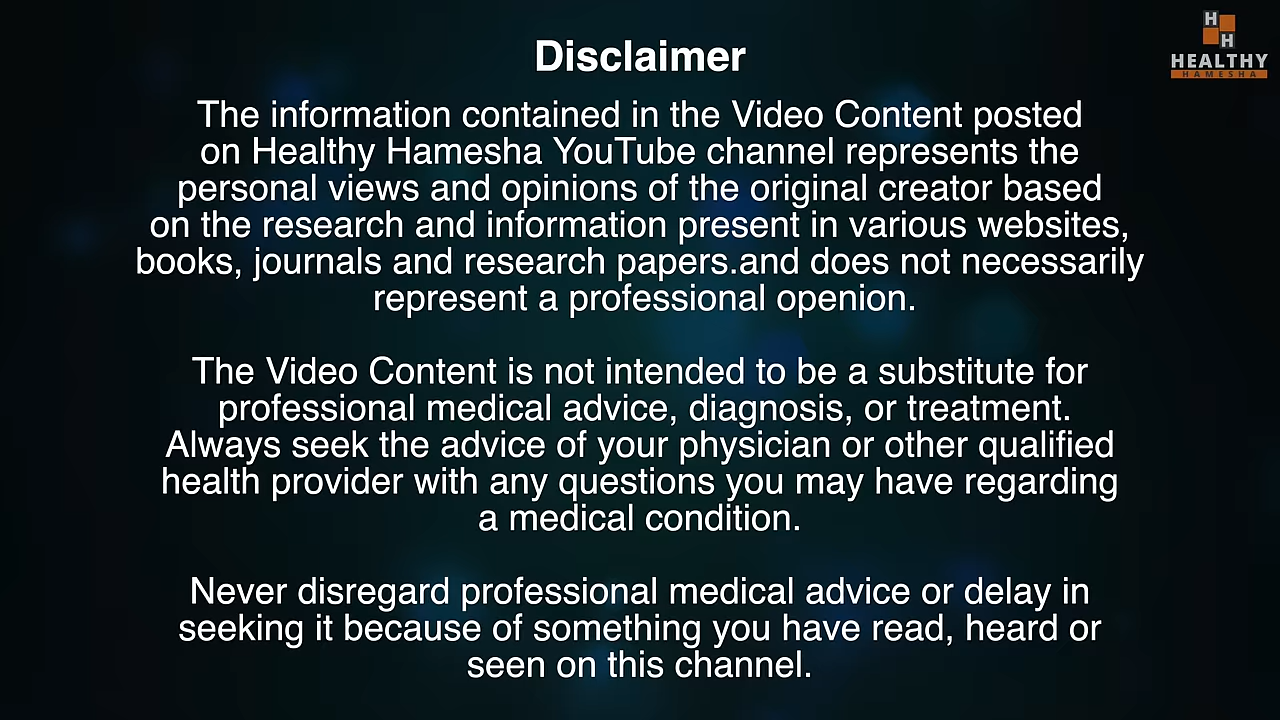 H
H
HEALTHY
HAMESHA
Disclaimer
The information contained in the Video Content posted
on Healthy Hamesha YouTube channel represents the
personal views and opinions of the original creator based
on the research and information present in various websites,
books, journals and research papers.and does not necessarily
represent a professional openion.
The Video Content is not intended to be a substitute for
professional medical advice, diagnosis, or treatment.
Always seek the advice of your physician or other qualified
health provider with any questions you may have regarding
a medical condition.
Never disregard professional medical advice or delay in
seeking it because of something you have read, heard or
seen on this channel.